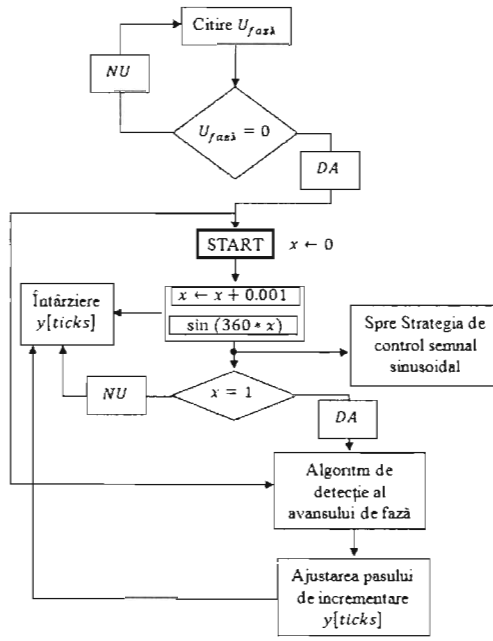 Citire U_fază
NU
U_fază = 0
DA
START x ← 0
x ← x + 0.001
sin (360 * x)
Întârziere
y[ticks]
Spre Strategia de
control semnal
sinusoidal
NU
x = 1
DA
Algoritm de
detecție al
avansului de fază
Ajustarea pasului
de incrementare
y[ticks]